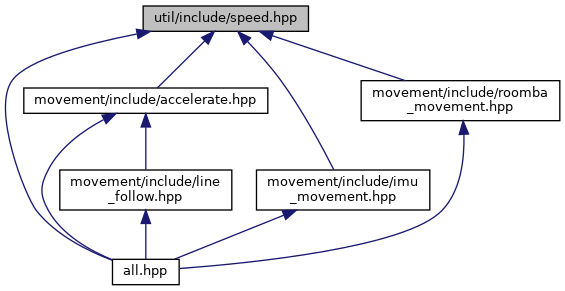 util/include/speed.hpp
movement/include/accelerate.hpp
movement/include/roomba
_movement.hpp
movement/include/line
_follow.hpp
movement/include/imu
_movement.hpp
all.hpp